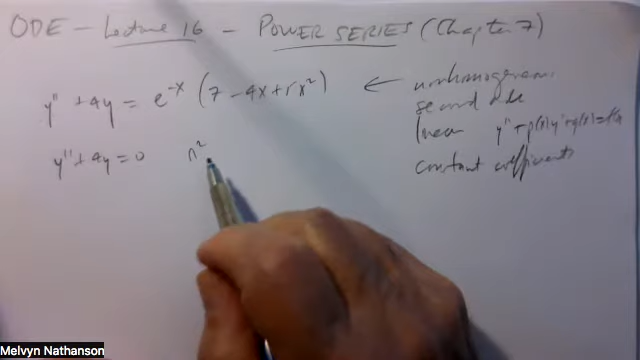 ODE - Lecture 16 - POWER SERIES (Chapter 7)
y'' + 4y = e^-x (7 - 4x + 5x²) ← nonhomogeneous
second order
linear y'' + p(x)y' + q(x)y = f(x)
constant coefficients
y'' + 4y = 0 r²
Melvyn Nathanson